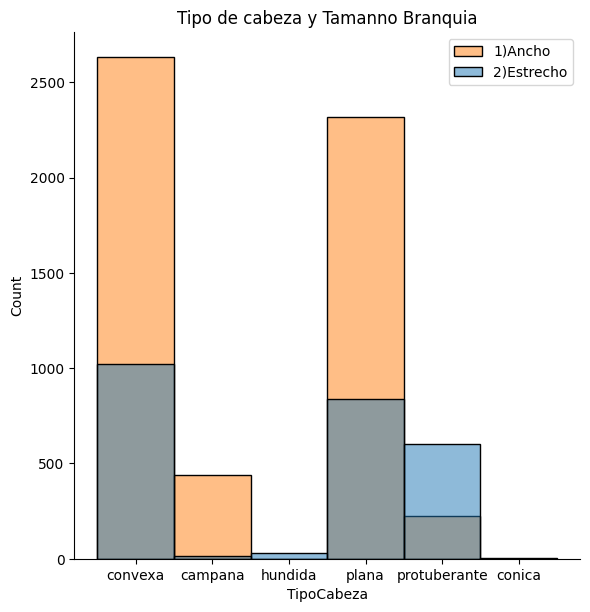 Tipo de cabeza y Tamanno Branquia
1)Ancho
2)Estrecho
2500
2000
1500
1000
500
0
Count
convexa campana hundida plana protuberante conica
TipoCabeza